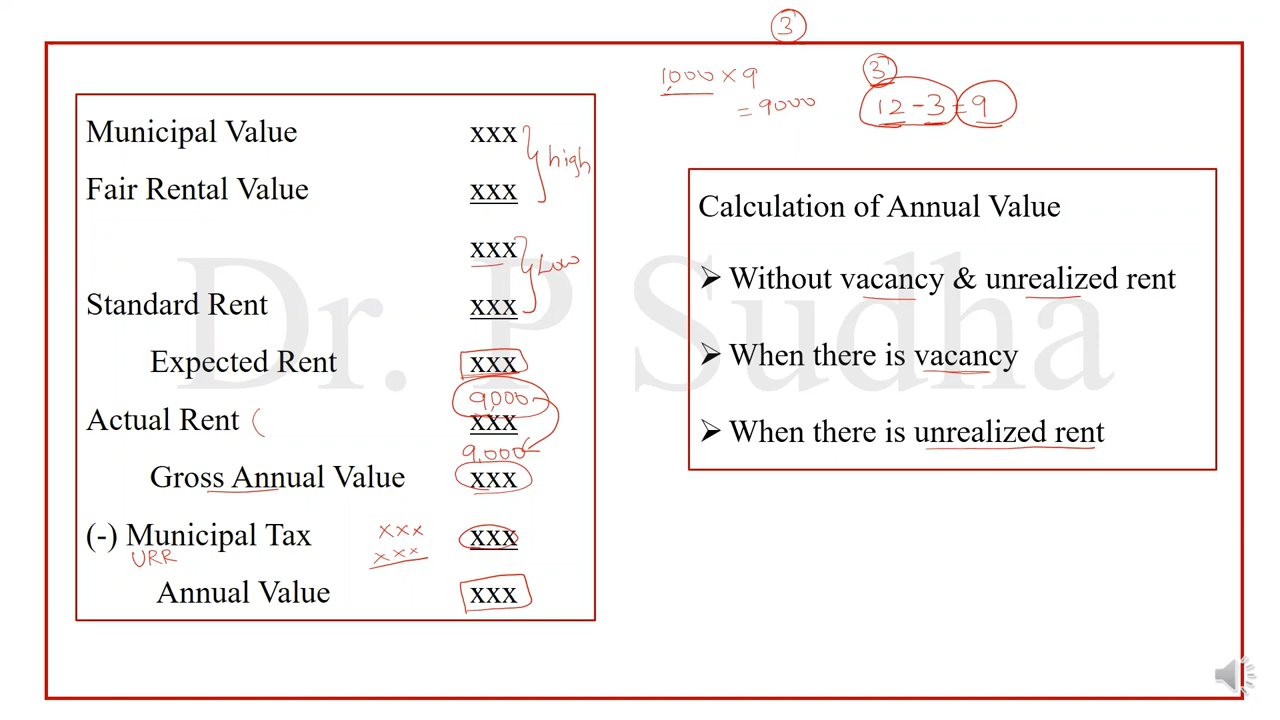 3
1000 × 9
= 9000
3
12 - 3 = 9
Municipal Value xxx
high
Fair Rental Value xxx
xxx
Low
Standard Rent xxx
Expected Rent xxx
9,000
Actual Rent ( xxx
9,000
Gross Annual Value xxx
(-) Municipal Tax xxx xxx
URR xxx
Annual Value xxx
Calculation of Annual Value
➢ Without vacancy & unrealized rent
➢ When there is vacancy
➢ When there is unrealized rent
Dr. P Sudha